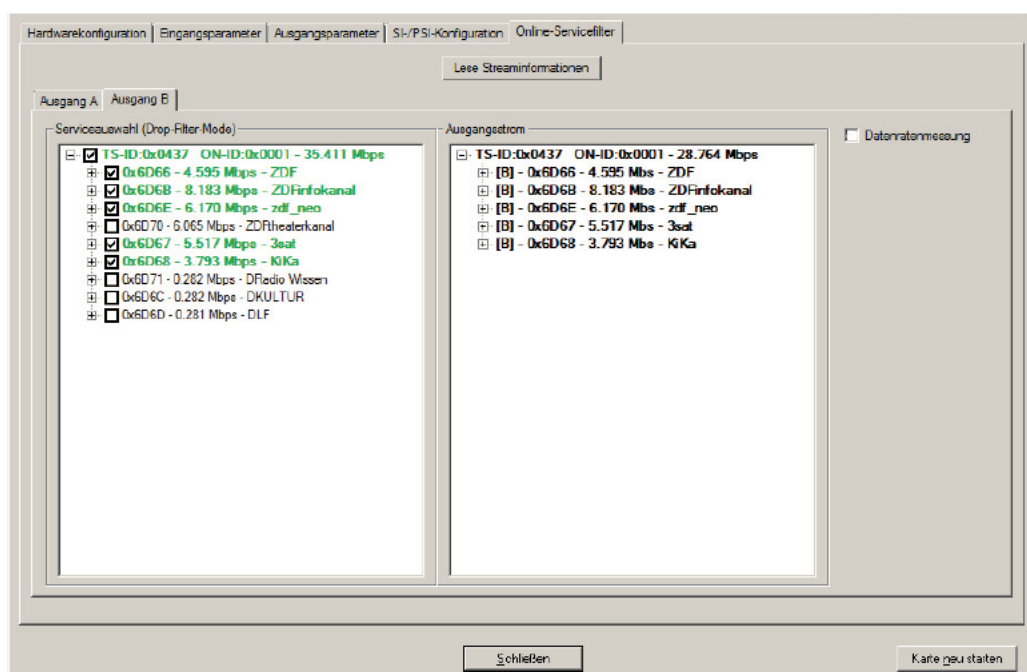 Hardwarekonfiguration Eingangsparameter Ausgangsparameter SI-/PSI-Konfiguration Online-Servicefilter
Lese Streaminformationen
Ausgang A Ausgang B
Serviceauswahl (Drop-Filter-Mode)
TS-ID:0x0437 ON-ID:0x0001 - 35.411 Mbps
0x6D66 - 4.595 Mbps - ZDF
0x6D6B - 8.183 Mbps - ZDFinfokanal
0x6D6E - 6.170 Mbps - zdf_neo
0x6D70 - 6.065 Mbps - ZDFtheaterkanal
0x6D67 - 5.517 Mbps - 3sat
0x6D68 - 3.793 Mbps - KiKa
0x6D71 - 0.282 Mbps - DRadio Wissen
0x6D6C - 0.282 Mbps - DKULTUR
0x6D6D - 0.281 Mbps - DLF
Ausgangsstrom
TS-ID:0x0437 ON-ID:0x0001 - 28.764 Mbps
[B] - 0x6D66 - 4.595 Mbs - ZDF
[B] - 0x6D6B - 8.183 Mbs - ZDFinfokanal
[B] - 0x6D6E - 6.170 Mbs - zdf_neo
[B] - 0x6D67 - 5.517 Mbs - 3sat
[B] - 0x6D68 - 3.793 Mbs - KiKa
Datenratenmessung
Schließen
Karte neu starten